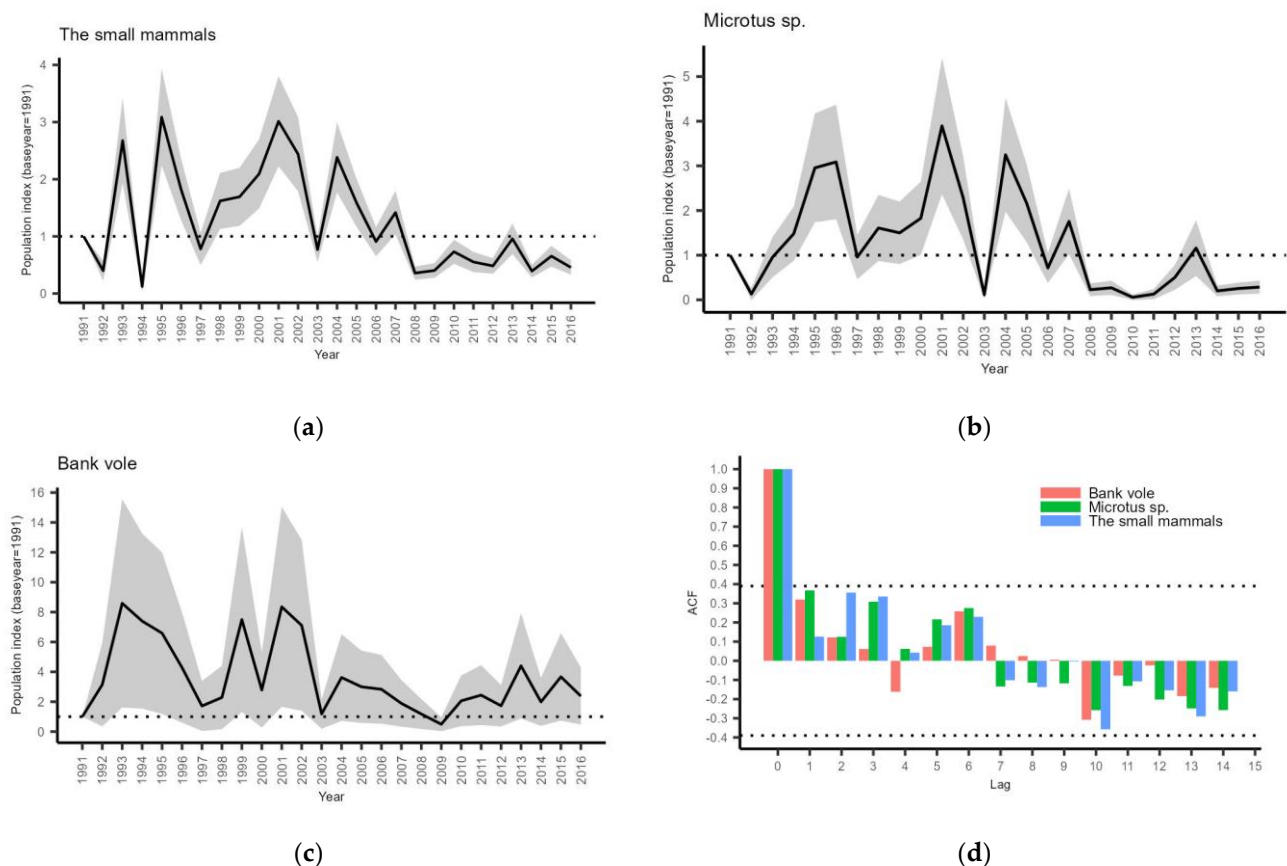 The small mammals
Population index (baseyear=1991)
4
3
2
1
0
1991 1992 1993 1994 1995 1996 1997 1998 1999 2000 2001 2002 2003 2004 2005 2006 2007 2008 2009 2010 2011 2012 2013 2014 2015 2016
Year
(a)
Microtus sp.
Population index (baseyear=1991)
5
4
3
2
1
0
1991 1992 1993 1994 1995 1996 1997 1998 1999 2000 2001 2002 2003 2004 2005 2006 2007 2008 2009 2010 2011 2012 2013 2014 2015 2016
Year
(b)
Bank vole
Population index (baseyear=1991)
16
14
12
10
8
6
4
2
0
1991 1992 1993 1994 1995 1996 1997 1998 1999 2000 2001 2002 2003 2004 2005 2006 2007 2008 2009 2010 2011 2012 2013 2014 2015 2016
Year
(c)
Bank vole
Microtus sp.
The small mammals
ACF
1.0
0.9
0.8
0.7
0.6
0.5
0.4
0.3
0.2
0.1
0.0
-0.1
-0.2
-0.3
-0.4
0 1 2 3 4 5 6 7 8 9 10 11 12 13 14 15
Lag
(d)